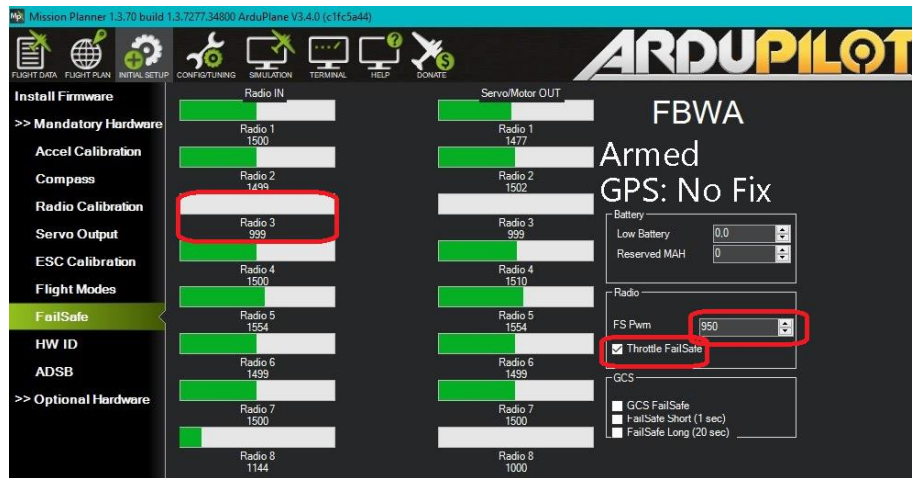 Mission Planner 1.3.70 build 1.3.7277.34800 ArduPlane V3.4.0 (c1fc5a44)
FLIGHT DATA FLIGHT PLAN INITIAL SETUP CONFIG/TUNING SIMULATION TERMINAL HELP DONATE
ARDUPILOT
Install Firmware
>> Mandatory Hardware
Accel Calibration
Compass
Radio Calibration
Servo Output
ESC Calibration
Flight Modes
FailSafe
HW ID
ADSB
>> Optional Hardware
Radio IN
Radio 1
1500
Radio 2
1499
Radio 3
999
Radio 4
1500
Radio 5
1554
Radio 6
1499
Radio 7
1500
Radio 8
1144
Servo/Motor OUT
Radio 1
1477
Radio 2
1502
Radio 3
999
Radio 4
1510
Radio 5
1554
Radio 6
1499
Radio 7
1500
Radio 8
1000
FBWA
Armed
GPS: No Fix
Battery
Low Battery 0.0
Reserved MAH 0
Radio
FS Pwm 950
Throttle FailSafe
GCS
GCS FailSafe
FailSafe Short (1 sec)
FailSafe Long (20 sec)